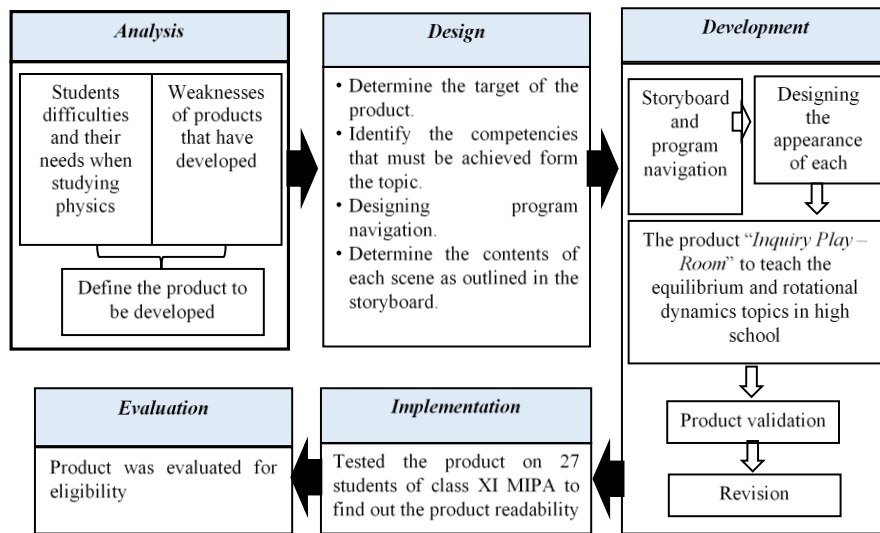 Analysis
Students
difficulties
and their
needs when
studying
physics
Weaknesses
of products
that have
developed
Define the product to
be developed
Design
• Determine the target of the
product.
• Identify the competencies
that must be achieved form
the topic.
• Designing program
navigation.
• Determine the contents of
each scene as outlined in the
storyboard.
Development
Storyboard
and
program
navigation
Designing
the
appearance
of each
The product “Inquiry Play –
Room” to teach the
equilibrium and rotational
dynamics topics in high
school
Product validation
Revision
Implementation
Tested the product on 27
students of class XI MIPA to
find out the product readability
Evaluation
Product was evaluated for
eligibility